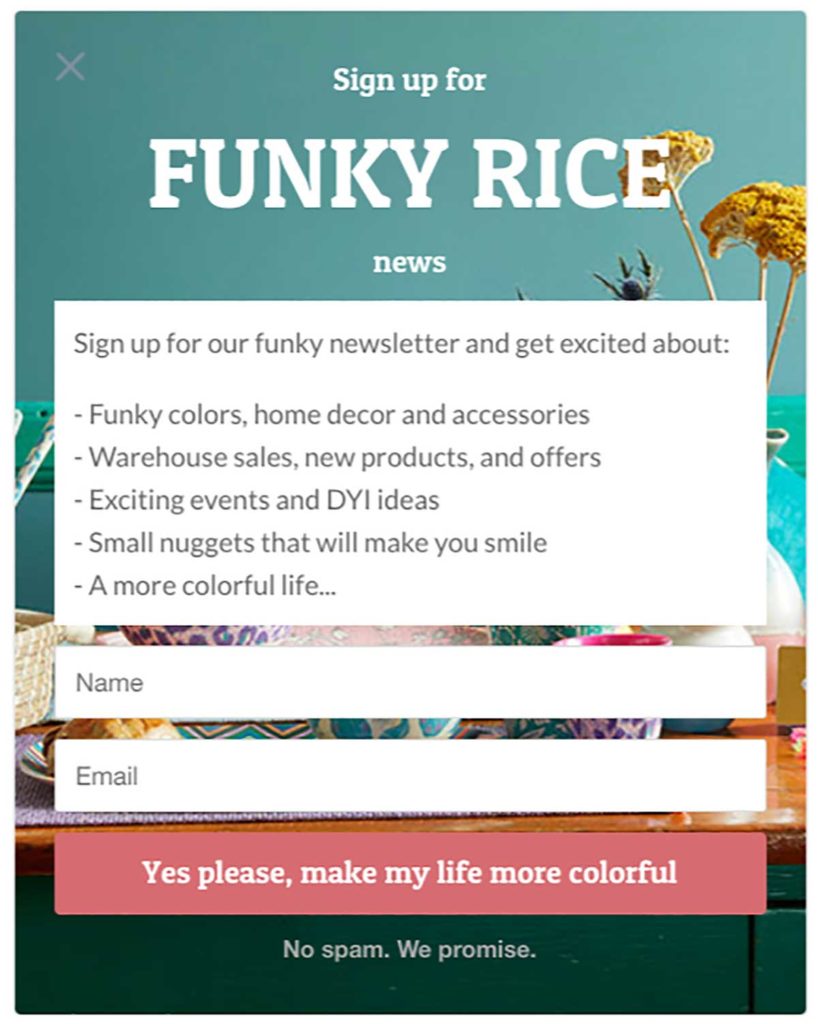 Sign up for
FUNKY RICE
news
Sign up for our funky newsletter and get excited about:
- Funky colors, home decor and accessories
- Warehouse sales, new products, and offers
- Exciting events and DYI ideas
- Small nuggets that will make you smile
- A more colorful life...
Name
Email
Yes please, make my life more colorful
No spam. We promise.